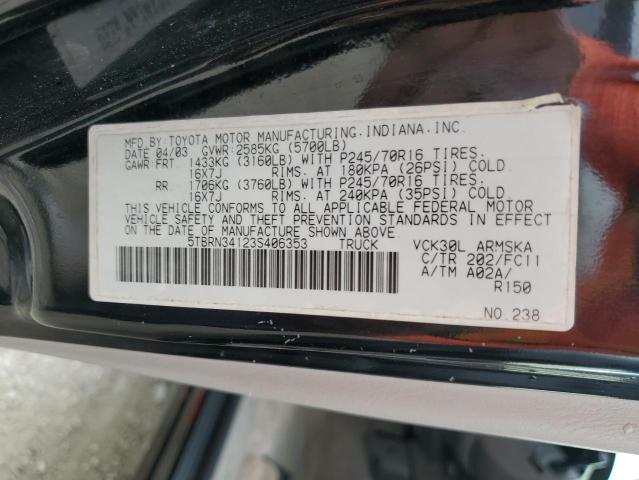 MFD.BY:TOYOTA MOTOR MANUFACTURING,INDIANA,INC.
DATE 04/03 GVWR:2585KG (5700LB)
GAWR:FRT 1433KG (3160LB) WITH P245/70R16 TIRES,
16X7J RIMS, AT 180KPA (26PSI) COLD
RR 1706KG (3760LB) WITH P245/70R16 TIRES,
16X7J RIMS, AT 240KPA (35PSI) COLD
THIS VEHICLE CONFORMS TO ALL APPLICABLE FEDERAL MOTOR
VEHICLE SAFETY AND THEFT PREVENTION STANDARDS IN EFFECT
ON THE DATE OF MANUFACTURE SHOWN ABOVE
5TBRN34123S406353 TRUCK VCK30L ARMSKA
C/TR 202/FC11
A/TM A02A/
R150
NO.238